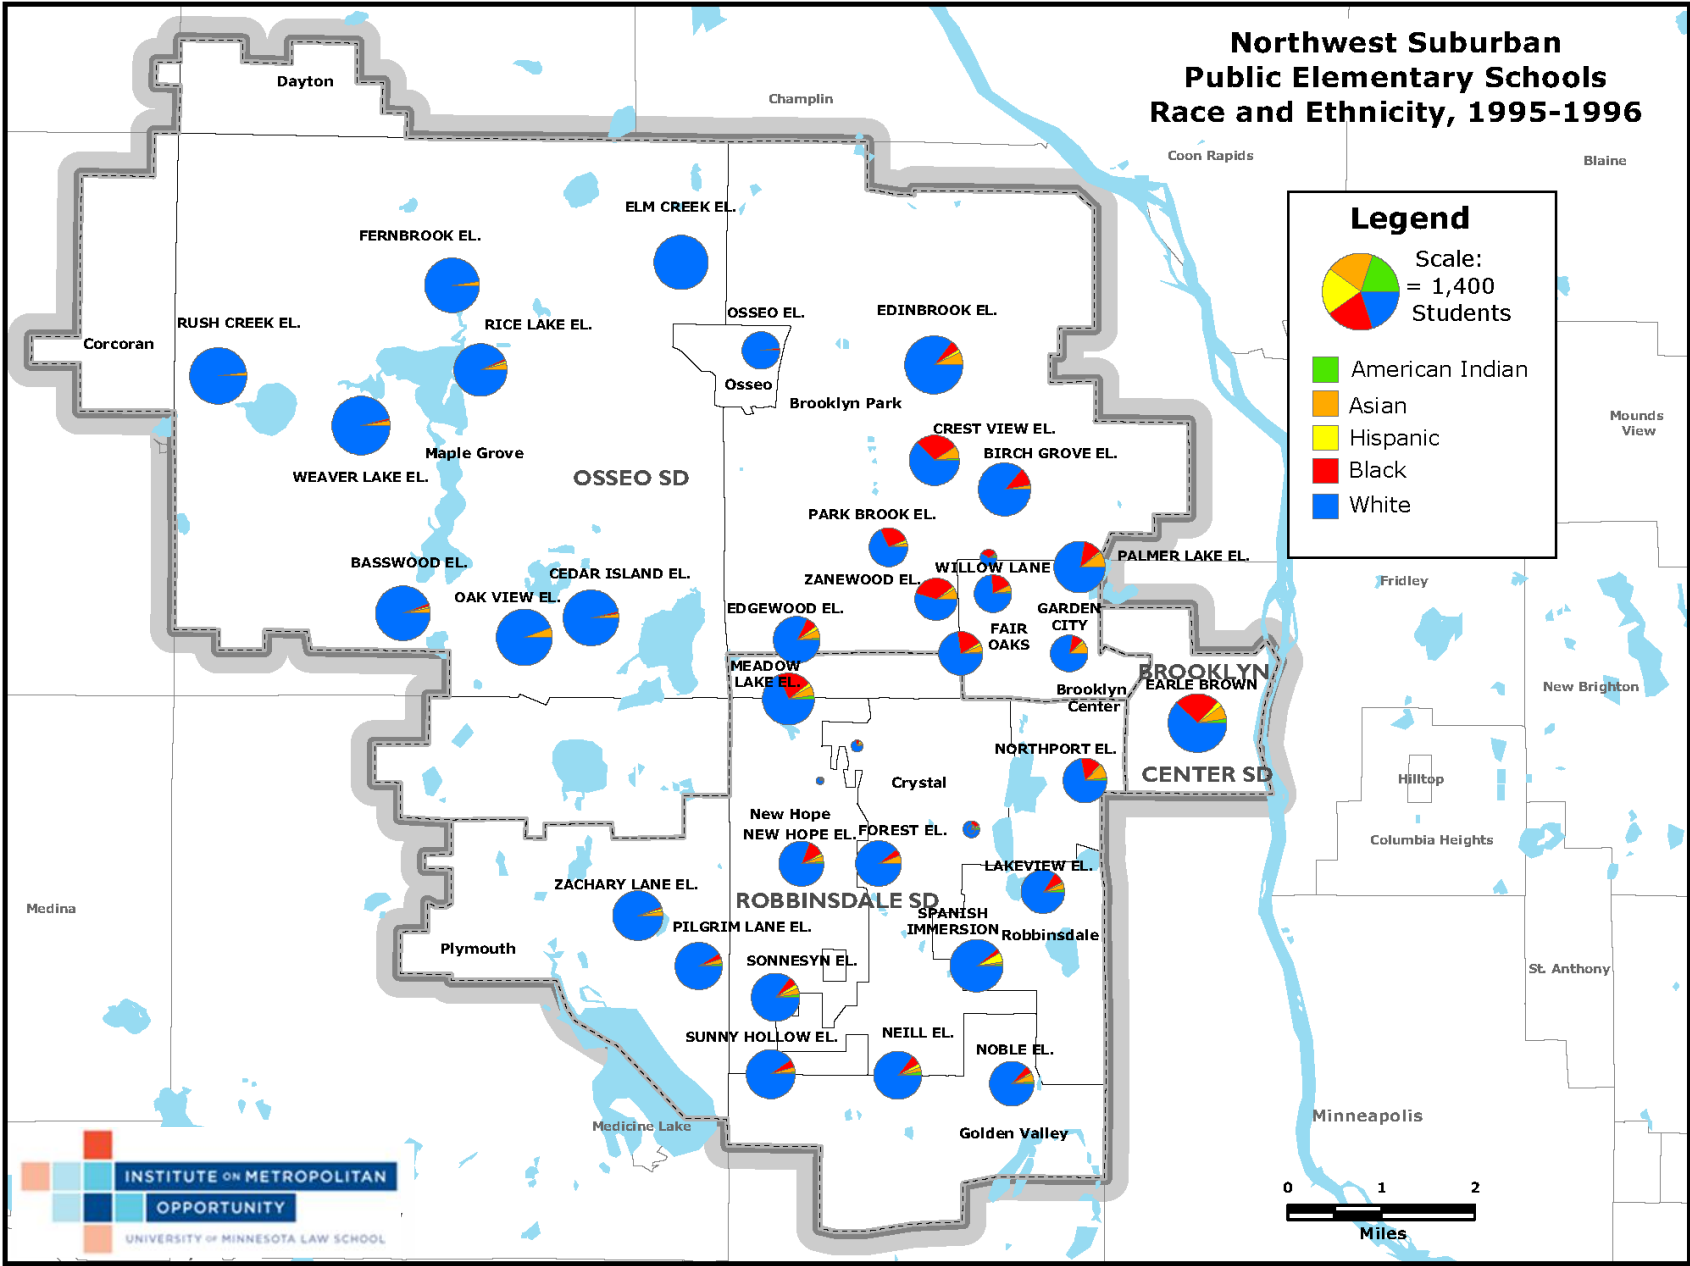 Northwest Suburban
Public Elementary Schools
Race and Ethnicity, 1995-1996
Dayton
Champlin
Coon Rapids
Blaine
Legend
Scale:
= 1,400
Students
American Indian
Asian
Hispanic
Black
White
ELM CREEK EL.
FERNBROOK EL.
OSSEO EL.
EDINBROOK EL.
RUSH CREEK EL.
RICE LAKE EL.
Corcoran
Osseo
Brooklyn Park
Mounds
View
CREST VIEW EL.
BIRCH GROVE EL.
Maple Grove
WEAVER LAKE EL.
OSSEO SD
PARK BROOK EL.
PALMER LAKE EL.
BASSWOOD EL.
CEDAR ISLAND EL.
WILLOW LANE
ZANEWOOD EL.
Fridley
OAK VIEW EL.
EDGEWOOD EL.
GARDEN
CITY
FAIR
OAKS
MEADOW
LAKE EL.
BROOKLYN
EARLE BROWN
New Brighton
Brooklyn
Center
NORTHPORT EL.
CENTER SD
Hilltop
Crystal
New Hope
NEW HOPE EL.
FOREST EL.
Columbia Heights
LAKEVIEW EL.
ZACHARY LANE EL.
ROBBINSDALE SD
Medina
SPANISH
IMMERSION
Robbinsdale
PILGRIM LANE EL.
Plymouth
SONNESYN EL.
St. Anthony
SUNNY HOLLOW EL.
NEILL EL.
NOBLE EL.
Medicine Lake
Golden Valley
Minneapolis
INSTITUTE ON METROPOLITAN
OPPORTUNITY
UNIVERSITY OF MINNESOTA LAW SCHOOL
0 1 2
Miles